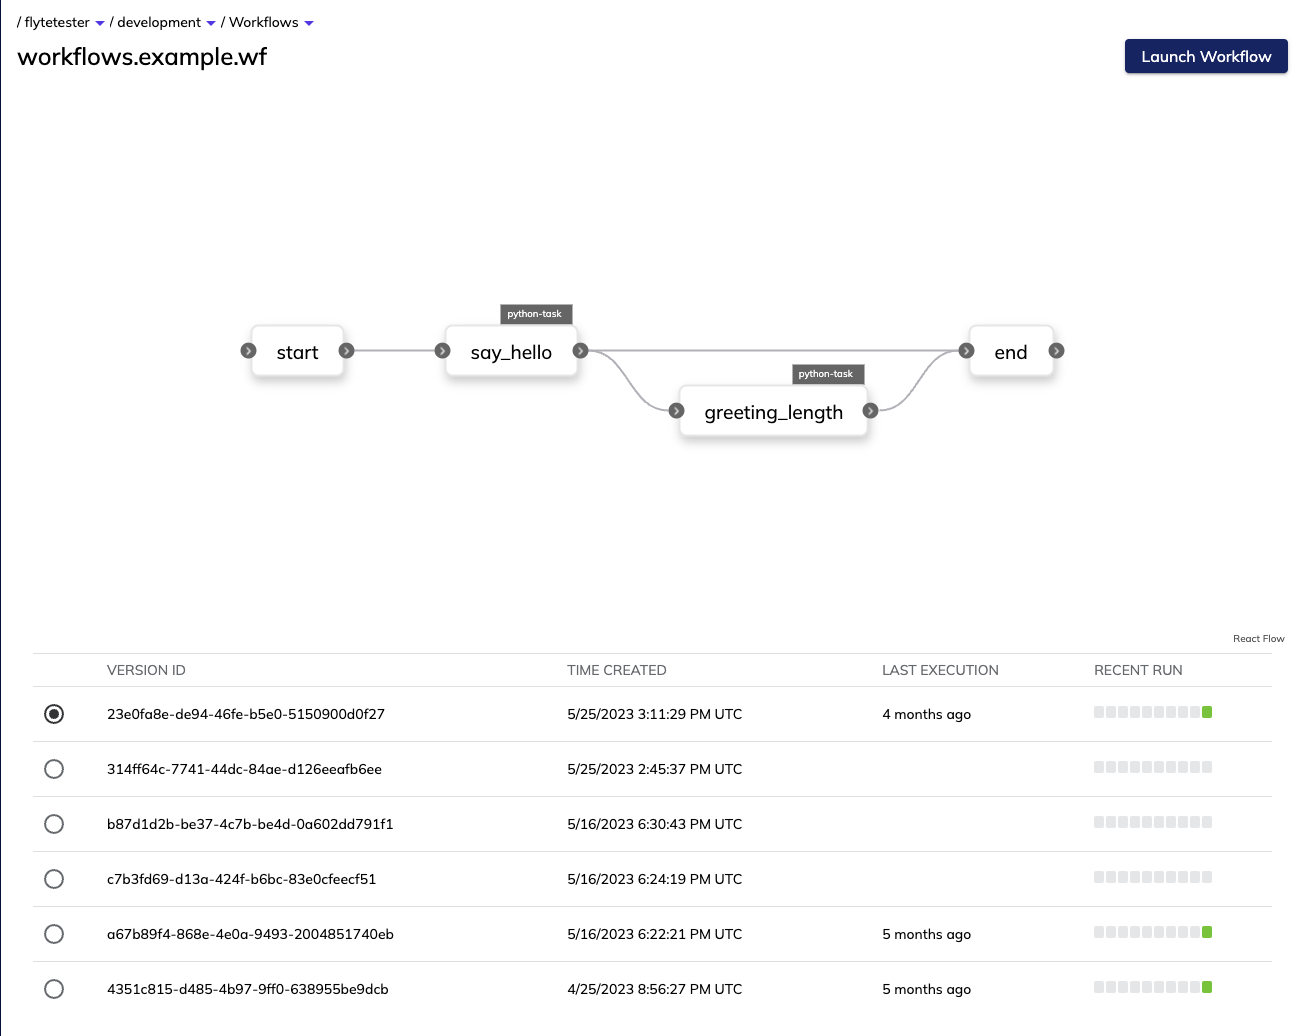 / flytetester / development / Workflows
workflows.example.wf
Launch Workflow
python-task
start
say_hello
end
python-task
greeting_length
React Flow
VERSION ID TIME CREATED LAST EXECUTION RECENT RUN
23e0fa8e-de94-46fe-b5e0-5150900d0f27 5/25/2023 3:11:29 PM UTC 4 months ago
314ff64c-7741-44dc-84ae-d126eeafb6ee 5/25/2023 2:45:37 PM UTC
b87d1d2b-be37-4c7b-be4d-0a602dd791f1 5/16/2023 6:30:43 PM UTC
c7b3fd69-d13a-424f-b6bc-83e0cfeecf51 5/16/2023 6:24:19 PM UTC
a67b89f4-868e-4e0a-9493-2004851740eb 5/16/2023 6:22:21 PM UTC 5 months ago
4351c815-d485-4b97-9ff0-638955be9dcb 4/25/2023 8:56:27 PM UTC 5 months ago